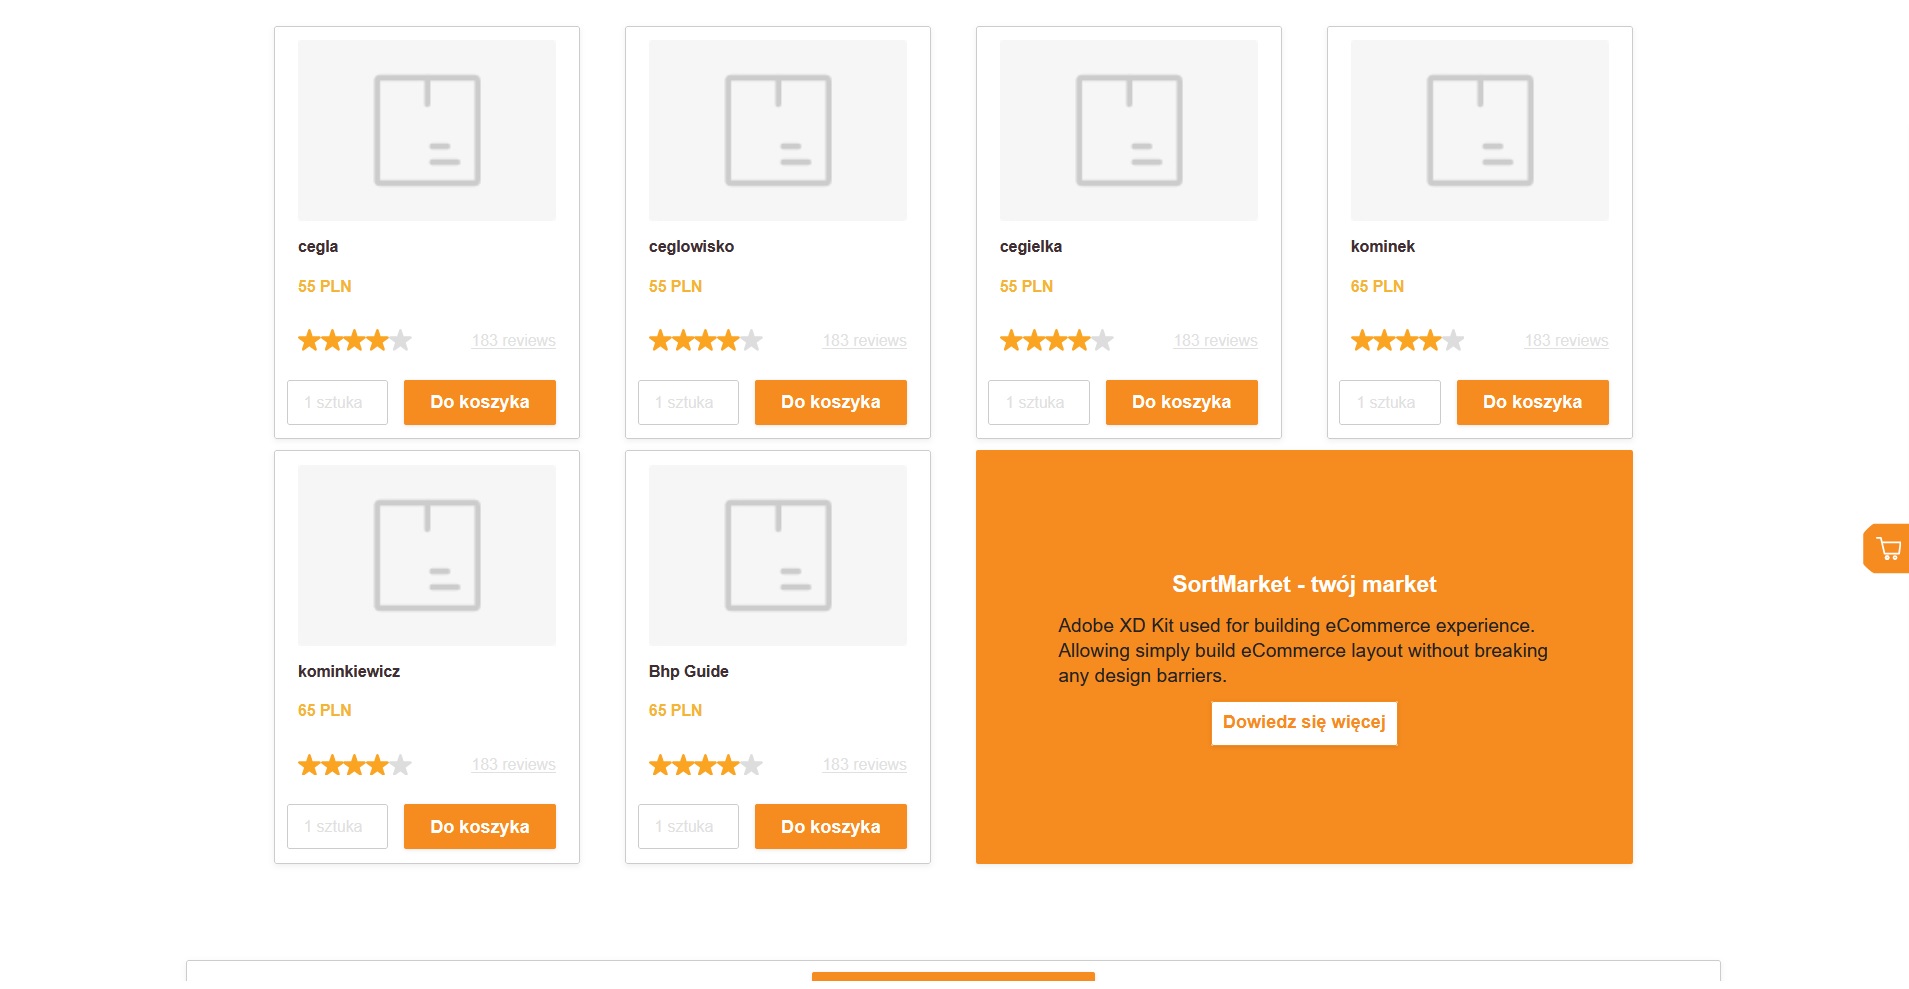 cegla
55 PLN
183 reviews
1 sztuka
Do koszyka
ceglowisko
55 PLN
183 reviews
1 sztuka
Do koszyka
cegielka
55 PLN
183 reviews
1 sztuka
Do koszyka
kominek
65 PLN
183 reviews
1 sztuka
Do koszyka
kominkiewicz
65 PLN
183 reviews
1 sztuka
Do koszyka
Bhp Guide
65 PLN
183 reviews
1 sztuka
Do koszyka
SortMarket - twój market
Adobe XD Kit used for building eCommerce experience.
Allowing simply build eCommerce layout without breaking
any design barriers.
Dowiedz się więcej